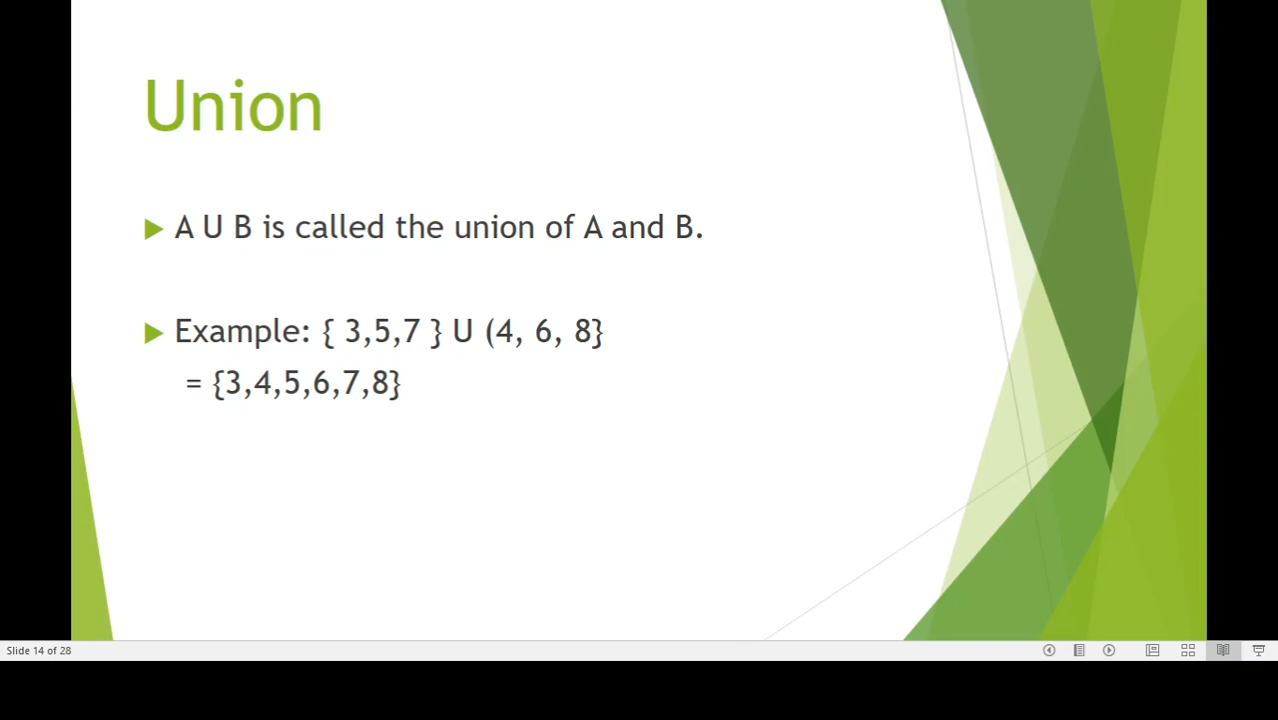 Union
A U B is called the union of A and B.
Example: { 3,5,7 } U (4, 6, 8}
= {3,4,5,6,7,8}
Slide 14 of 28